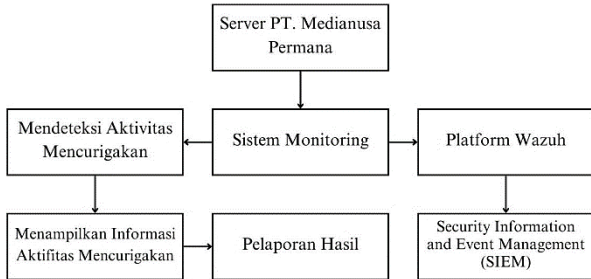 Server PT. Medianusa
Permana
Mendeteksi Aktivitas
Mencurigakan
Sistem Monitoring
Platform Wazuh
Menampilkan Informasi
Aktifitas Mencurigakan
Pelaporan Hasil
Security Information
and Event Management
(SIEM)